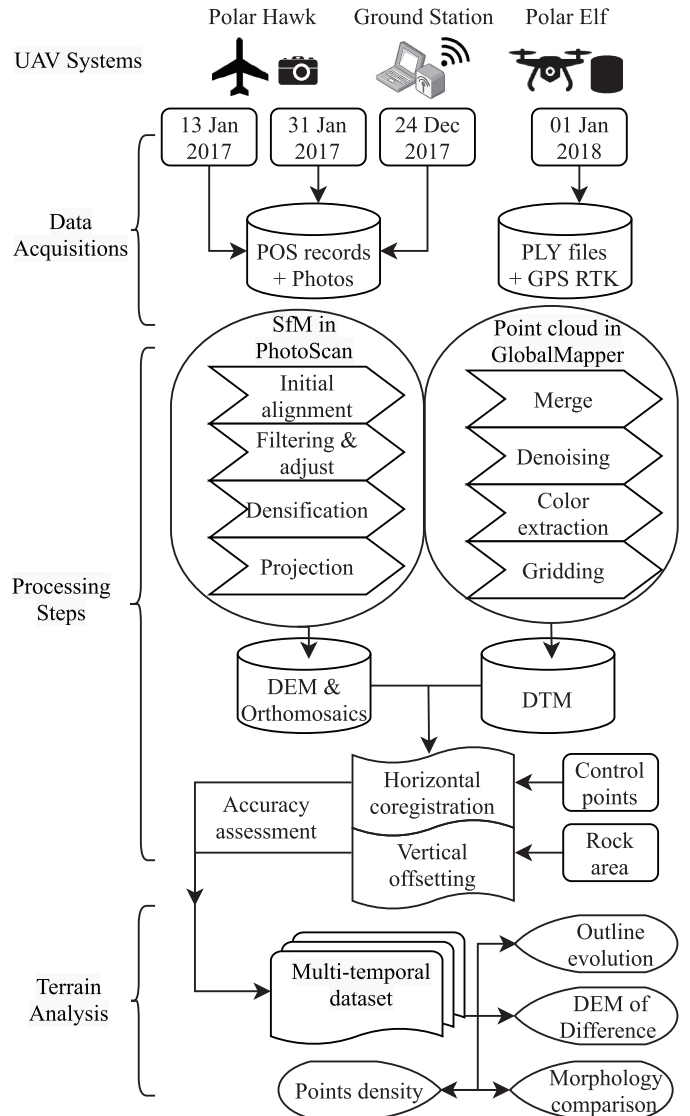 Polar Hawk
Ground Station
Polar Elf
UAV Systems
13 Jan
2017
31 Jan
2017
24 Dec
2017
01 Jan
2018
Data
Acquisitions
POS records
+ Photos
PLY files
+ GPS RTK
SfM in
PhotoScan
Initial
alignment
Filtering &
adjust
Densification
Projection
Point cloud in
GlobalMapper
Merge
Denoising
Color
extraction
Gridding
Processing
Steps
DEM &
Orthomosaics
DTM
Horizontal
coregistration
Control
points
Accuracy
assessment
Vertical
offsetting
Rock
area
Terrain
Analysis
Multi-temporal
dataset
Outline
evolution
DEM of
Difference
Points density
Morphology
comparison